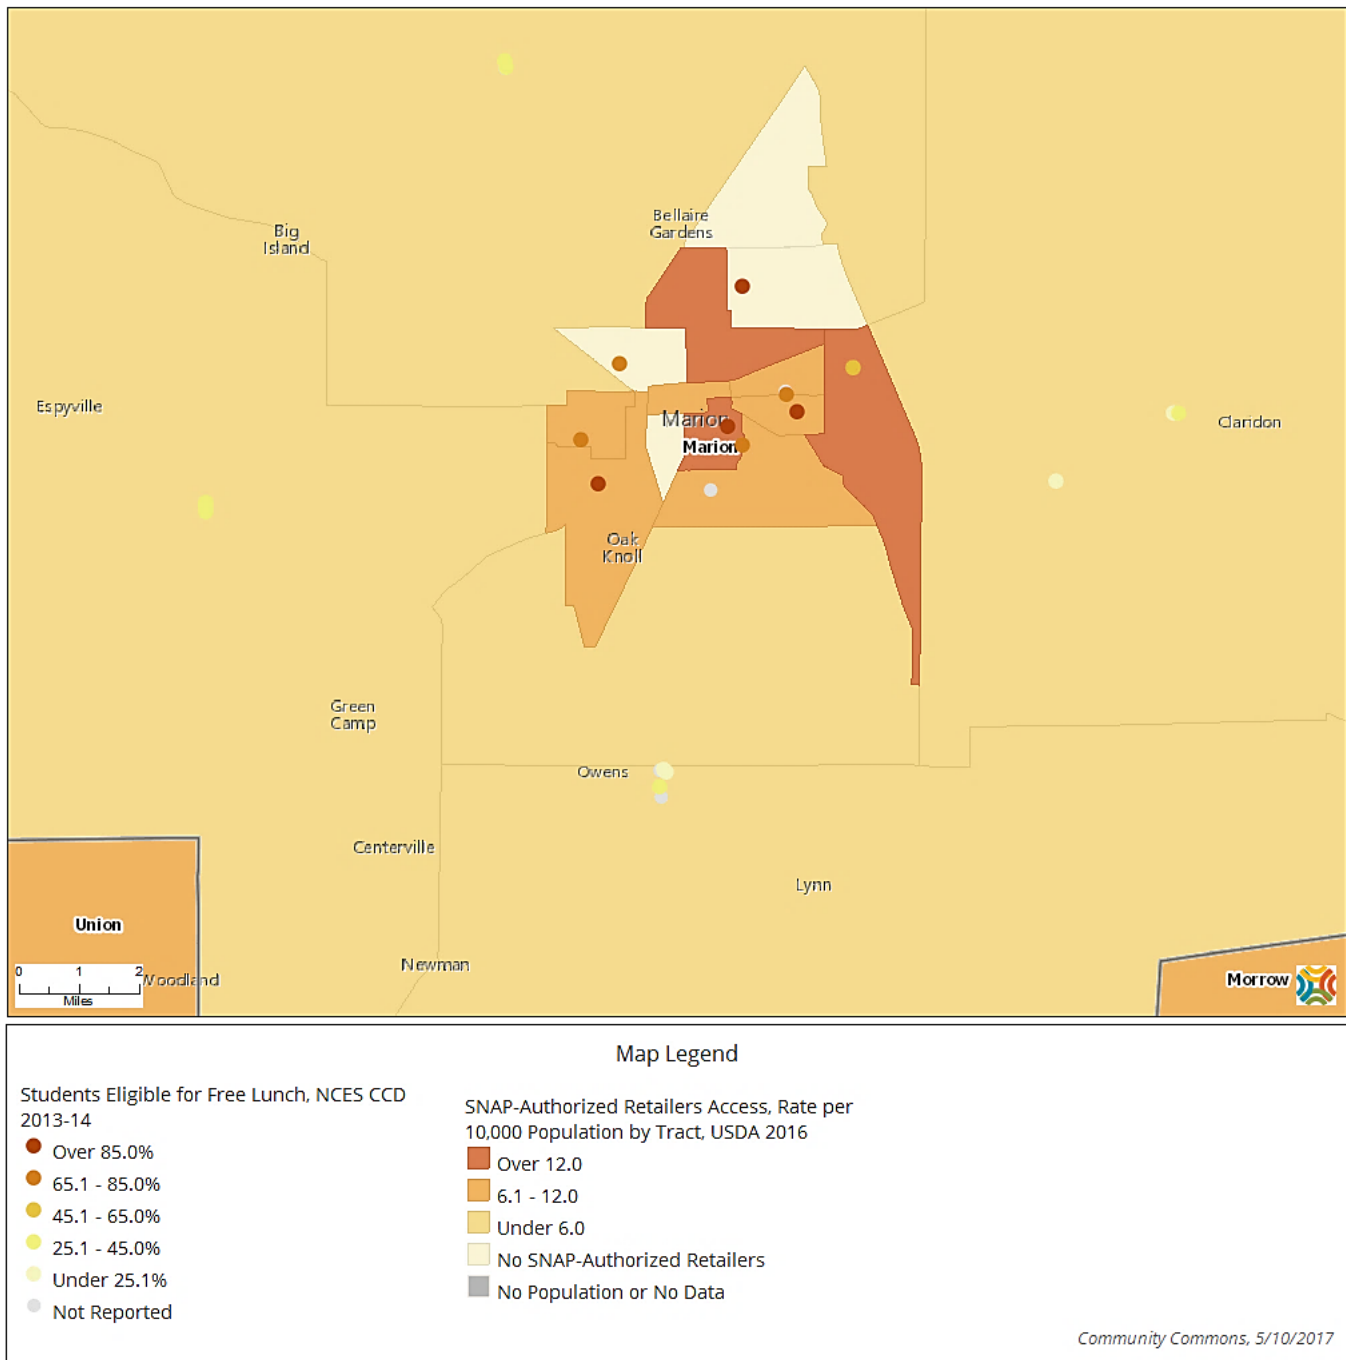 Bellaire
Gardens
Big
Island
Espyville
Marion
Marion
Claridon
Oak
Knoll
Green
Camp
Owens
Centerville
Lynn
Union
Newman
Woodland
Morrow
0 1 2
Miles
Map Legend
Students Eligible for Free Lunch, NCES CCD
2013-14
Over 85.0%
65.1 - 85.0%
45.1 - 65.0%
25.1 - 45.0%
Under 25.1%
Not Reported
SNAP-Authorized Retailers Access, Rate per
10,000 Population by Tract, USDA 2016
Over 12.0
6.1 - 12.0
Under 6.0
No SNAP-Authorized Retailers
No Population or No Data
Community Commons, 5/10/2017